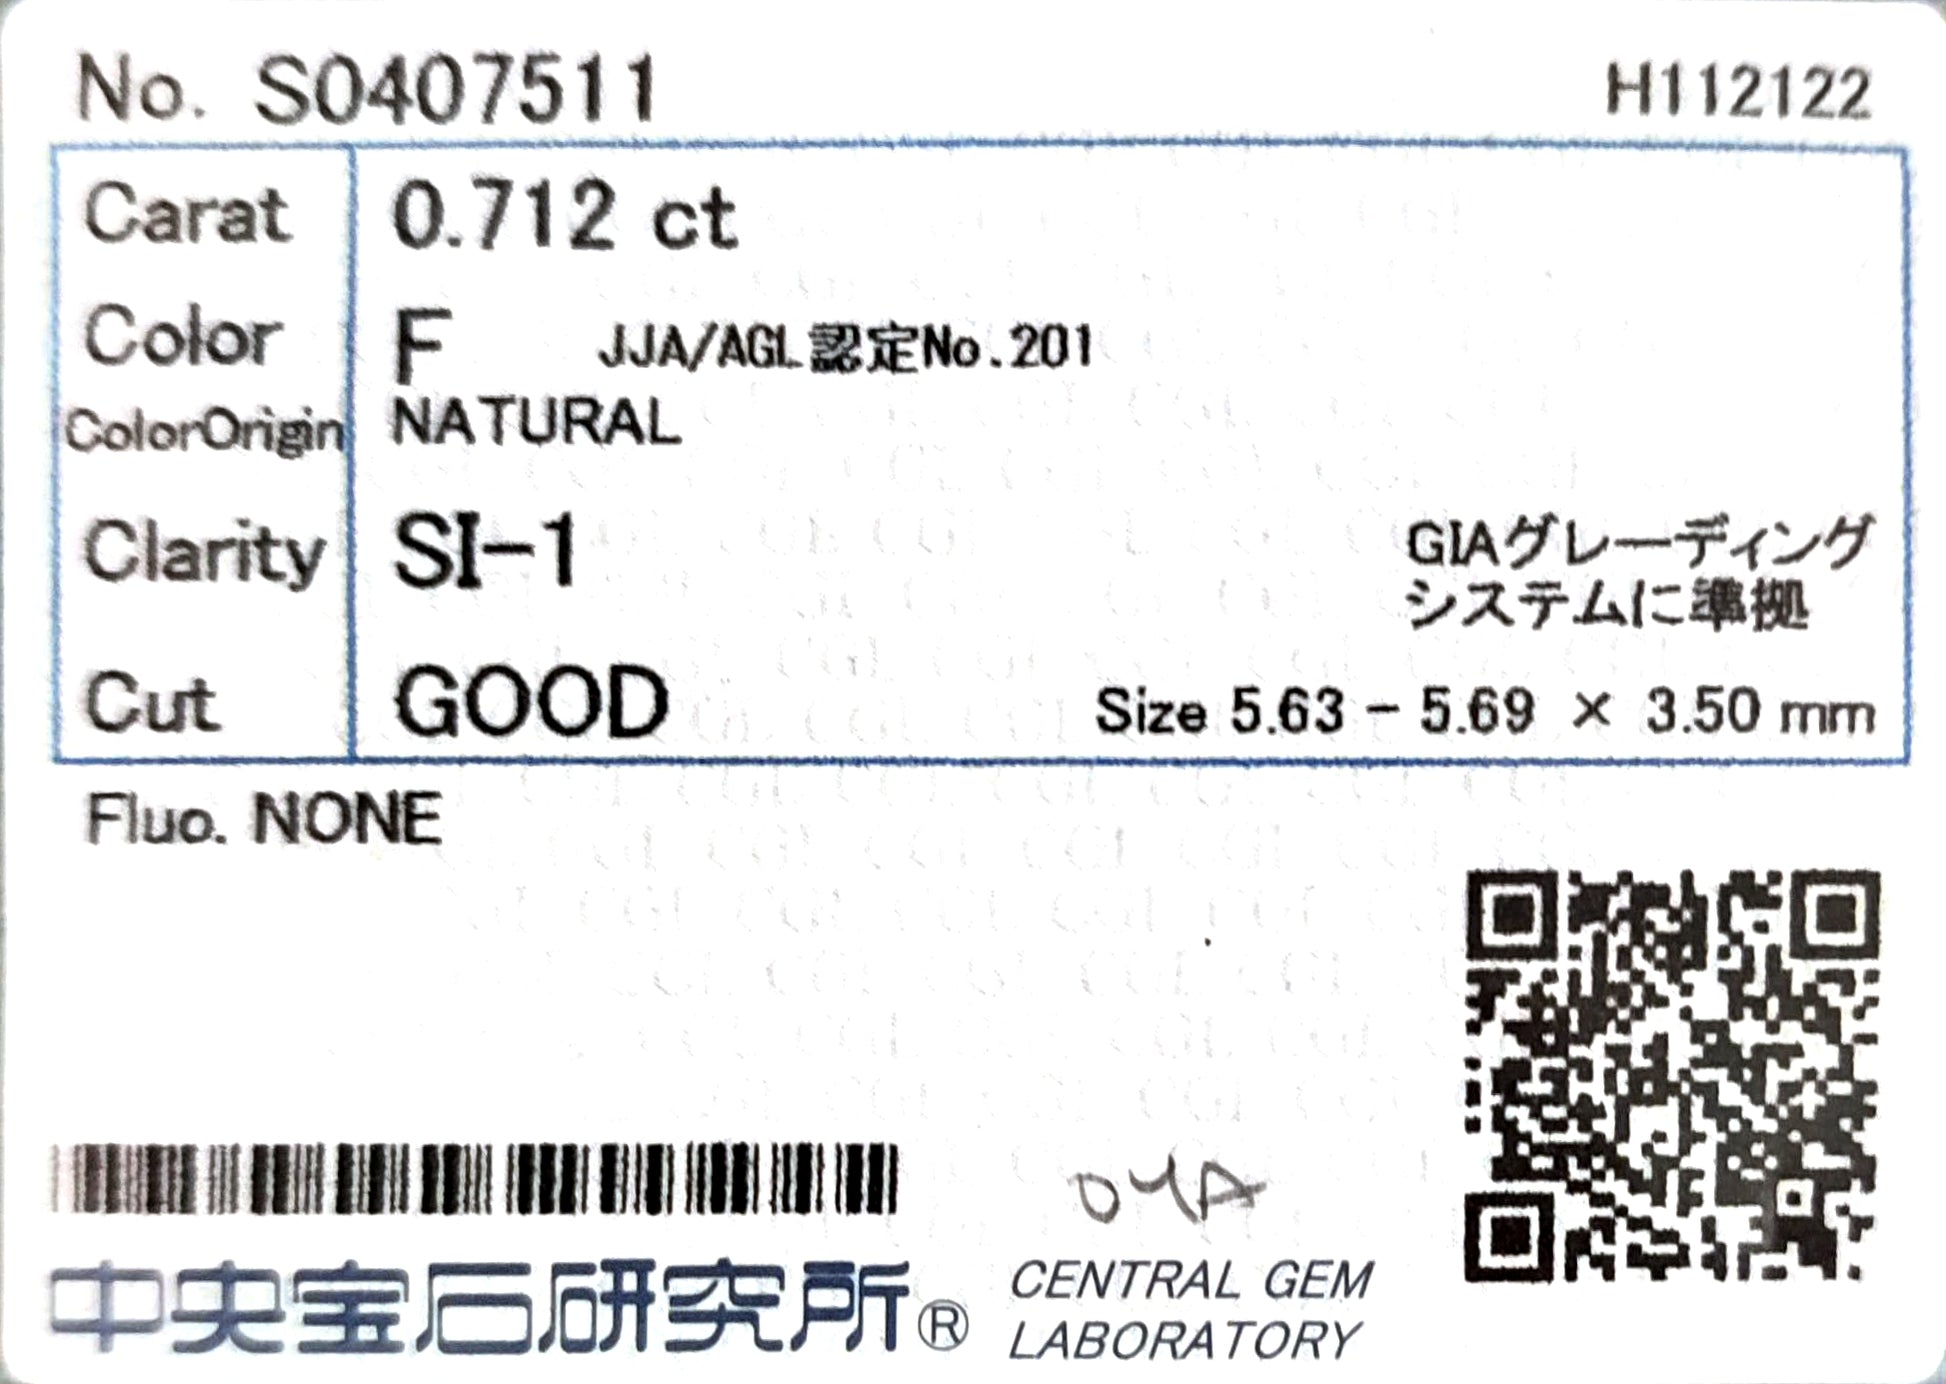 No. S0407511 H112122
Carat 0.712 ct
Color F JJA/AGL認定No.201
ColorOrigin NATURAL
Clarity SI-1 GIAグレーディング
システムに準拠
Cut GOOD Size 5.63 - 5.69 × 3.50 mm
Fluo. NONE
中央宝石研究所® CENTRAL GEM
LABORATORY